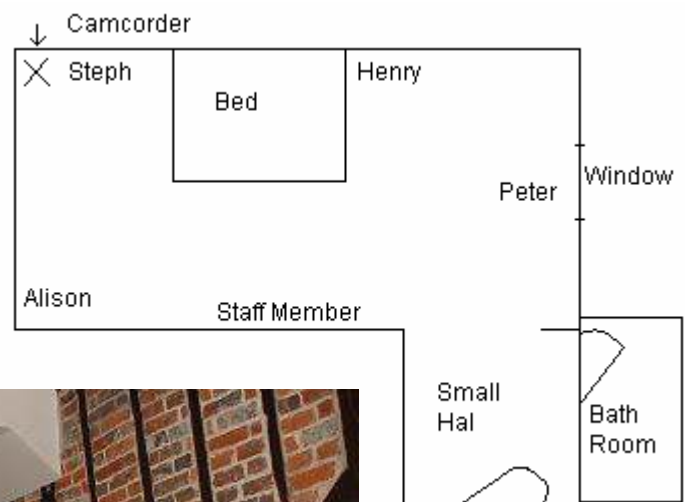 Camcorder
Steph
Bed
Henry
Window
Peter
Alison
Staff Member
Small
Hal
Bath
Room